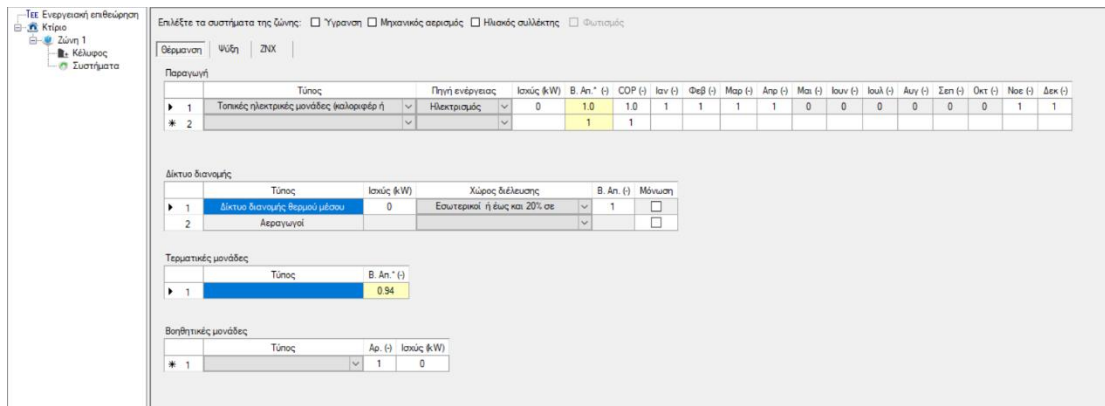 ΤΕΕ Ενεργειακή επιθεώρηση
Κτίριο
Ζώνη 1
Κέλυφος
Συστήματα
Επιλέξτε τα συστήματα της ζώνης: Ύγρανση Μηχανικός αερισμός Ηλιακός συλλέκτης Φωτισμός
Θέρμανση Ψύξη ΖΝΧ
Παραγωγή
Τύπος Πηγή ενέργειας Ισχύς (kW) Β. Απ.* (-) COP (-) Ιαν (-) Φεβ (-) Μαρ (-) Απρ (-) Μαι (-) Ιουν (-) Ιουλ (-) Αυγ (-) Σεπ (-) Οκτ (-) Νοε (-) Δεκ (-)
1 Τοπικές ηλεκτρικές μονάδες (καλοριφέρ ή Ηλεκτρισμός 0 1.0 1.0 1 1 1 1 0 0 0 0 0 0 1 1
* 2 1 1
Δίκτυο διανομής
Τύπος Ισχύς (kW) Χώρος διέλευσης Β. Απ. (-) Μόνωση
1 Δίκτυο διανομής θερμού μέσου 0 Εσωτερικοί ή έως και 20% σε 1
2 Αεραγωγοί
Τερματικές μονάδες
Τύπος Β. Απ.* (-)
1 0.94
Βοηθητικές μονάδες
Τύπος Αρ. (-) Ισχύς (kW)
* 1 1 0